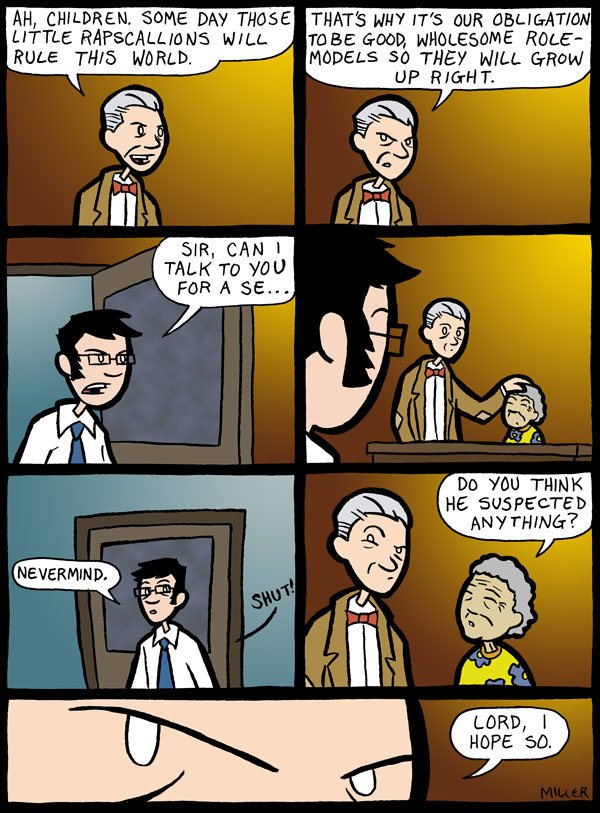 AH, CHILDREN. SOME DAY THOSE
LITTLE RAPSCALLIONS WILL
RULE THIS WORLD.
THAT'S WHY IT'S OUR OBLIGATION
TO BE GOOD, WHOLESOME ROLE-
MODELS SO THEY WILL GROW
UP RIGHT.
SIR, CAN I
TALK TO YOU
FOR A SE...
NEVERMIND.
SHUT!
DO YOU THINK
HE SUSPECTED
ANYTHING?
LORD, I
HOPE SO.
MILLER